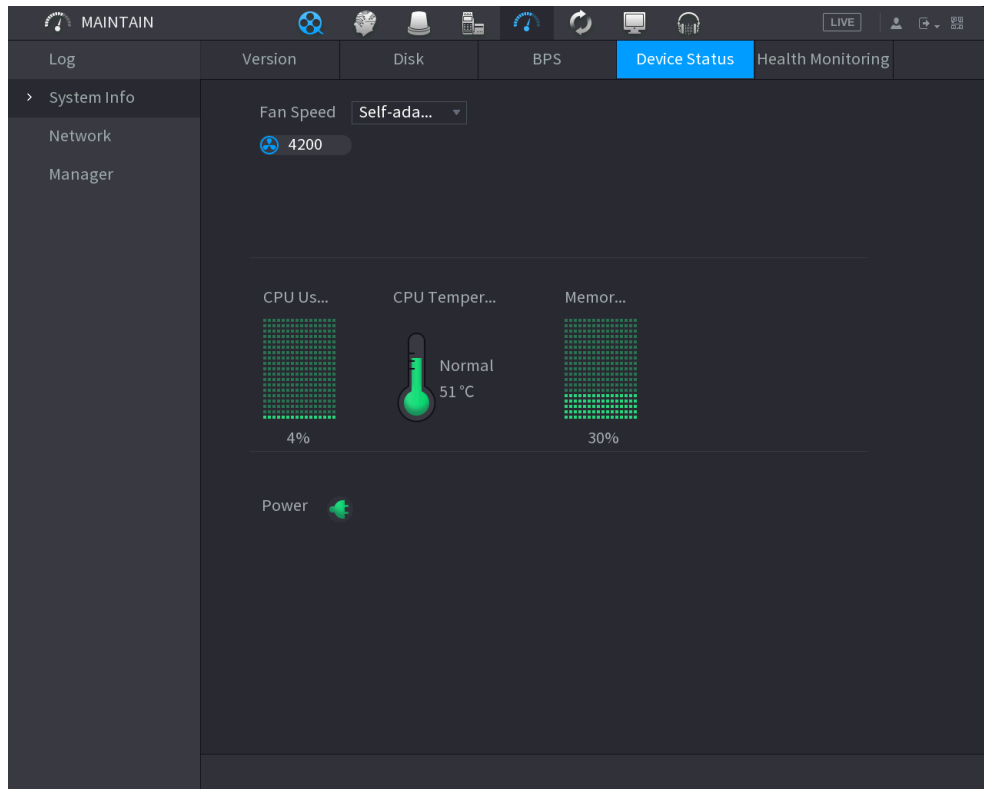 MAINTAIN
LIVE
Log
Version
Disk
BPS
Device Status
Health Monitoring
System Info
Network
Manager
Fan Speed
Self-ada...
4200
CPU Us...
CPU Temper...
Memor...
Normal
51°C
4%
30%
Power